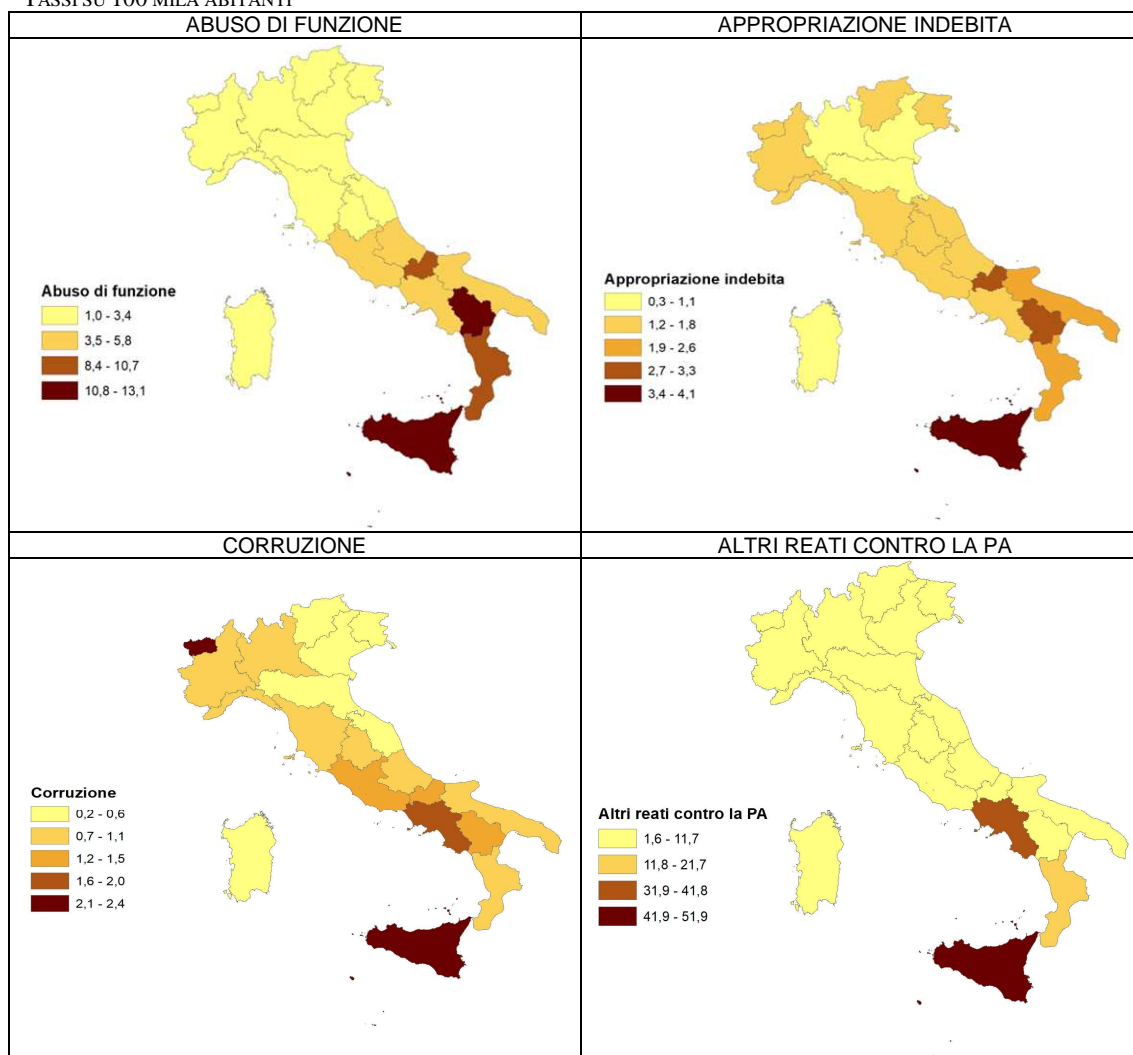 TASSI SU 100 MILA ABITANTI
ABUSO DI FUNZIONE
APPROPRIAZIONE INDEBITA
Abuso di funzione
1,0 - 3,4
3,5 - 5,8
8,4 - 10,7
10,8 - 13,1
Appropriazione indebita
0,3 - 1,1
1,2 - 1,8
1,9 - 2,6
2,7 - 3,3
3,4 - 4,1
CORRUZIONE
ALTRI REATI CONTRO LA PA
Corruzione
0,2 - 0,6
0,7 - 1,1
1,2 - 1,5
1,6 - 2,0
2,1 - 2,4
Altri reati contro la PA
1,6 - 11,7
11,8 - 21,7
31,9 - 41,8
41,9 - 51,9